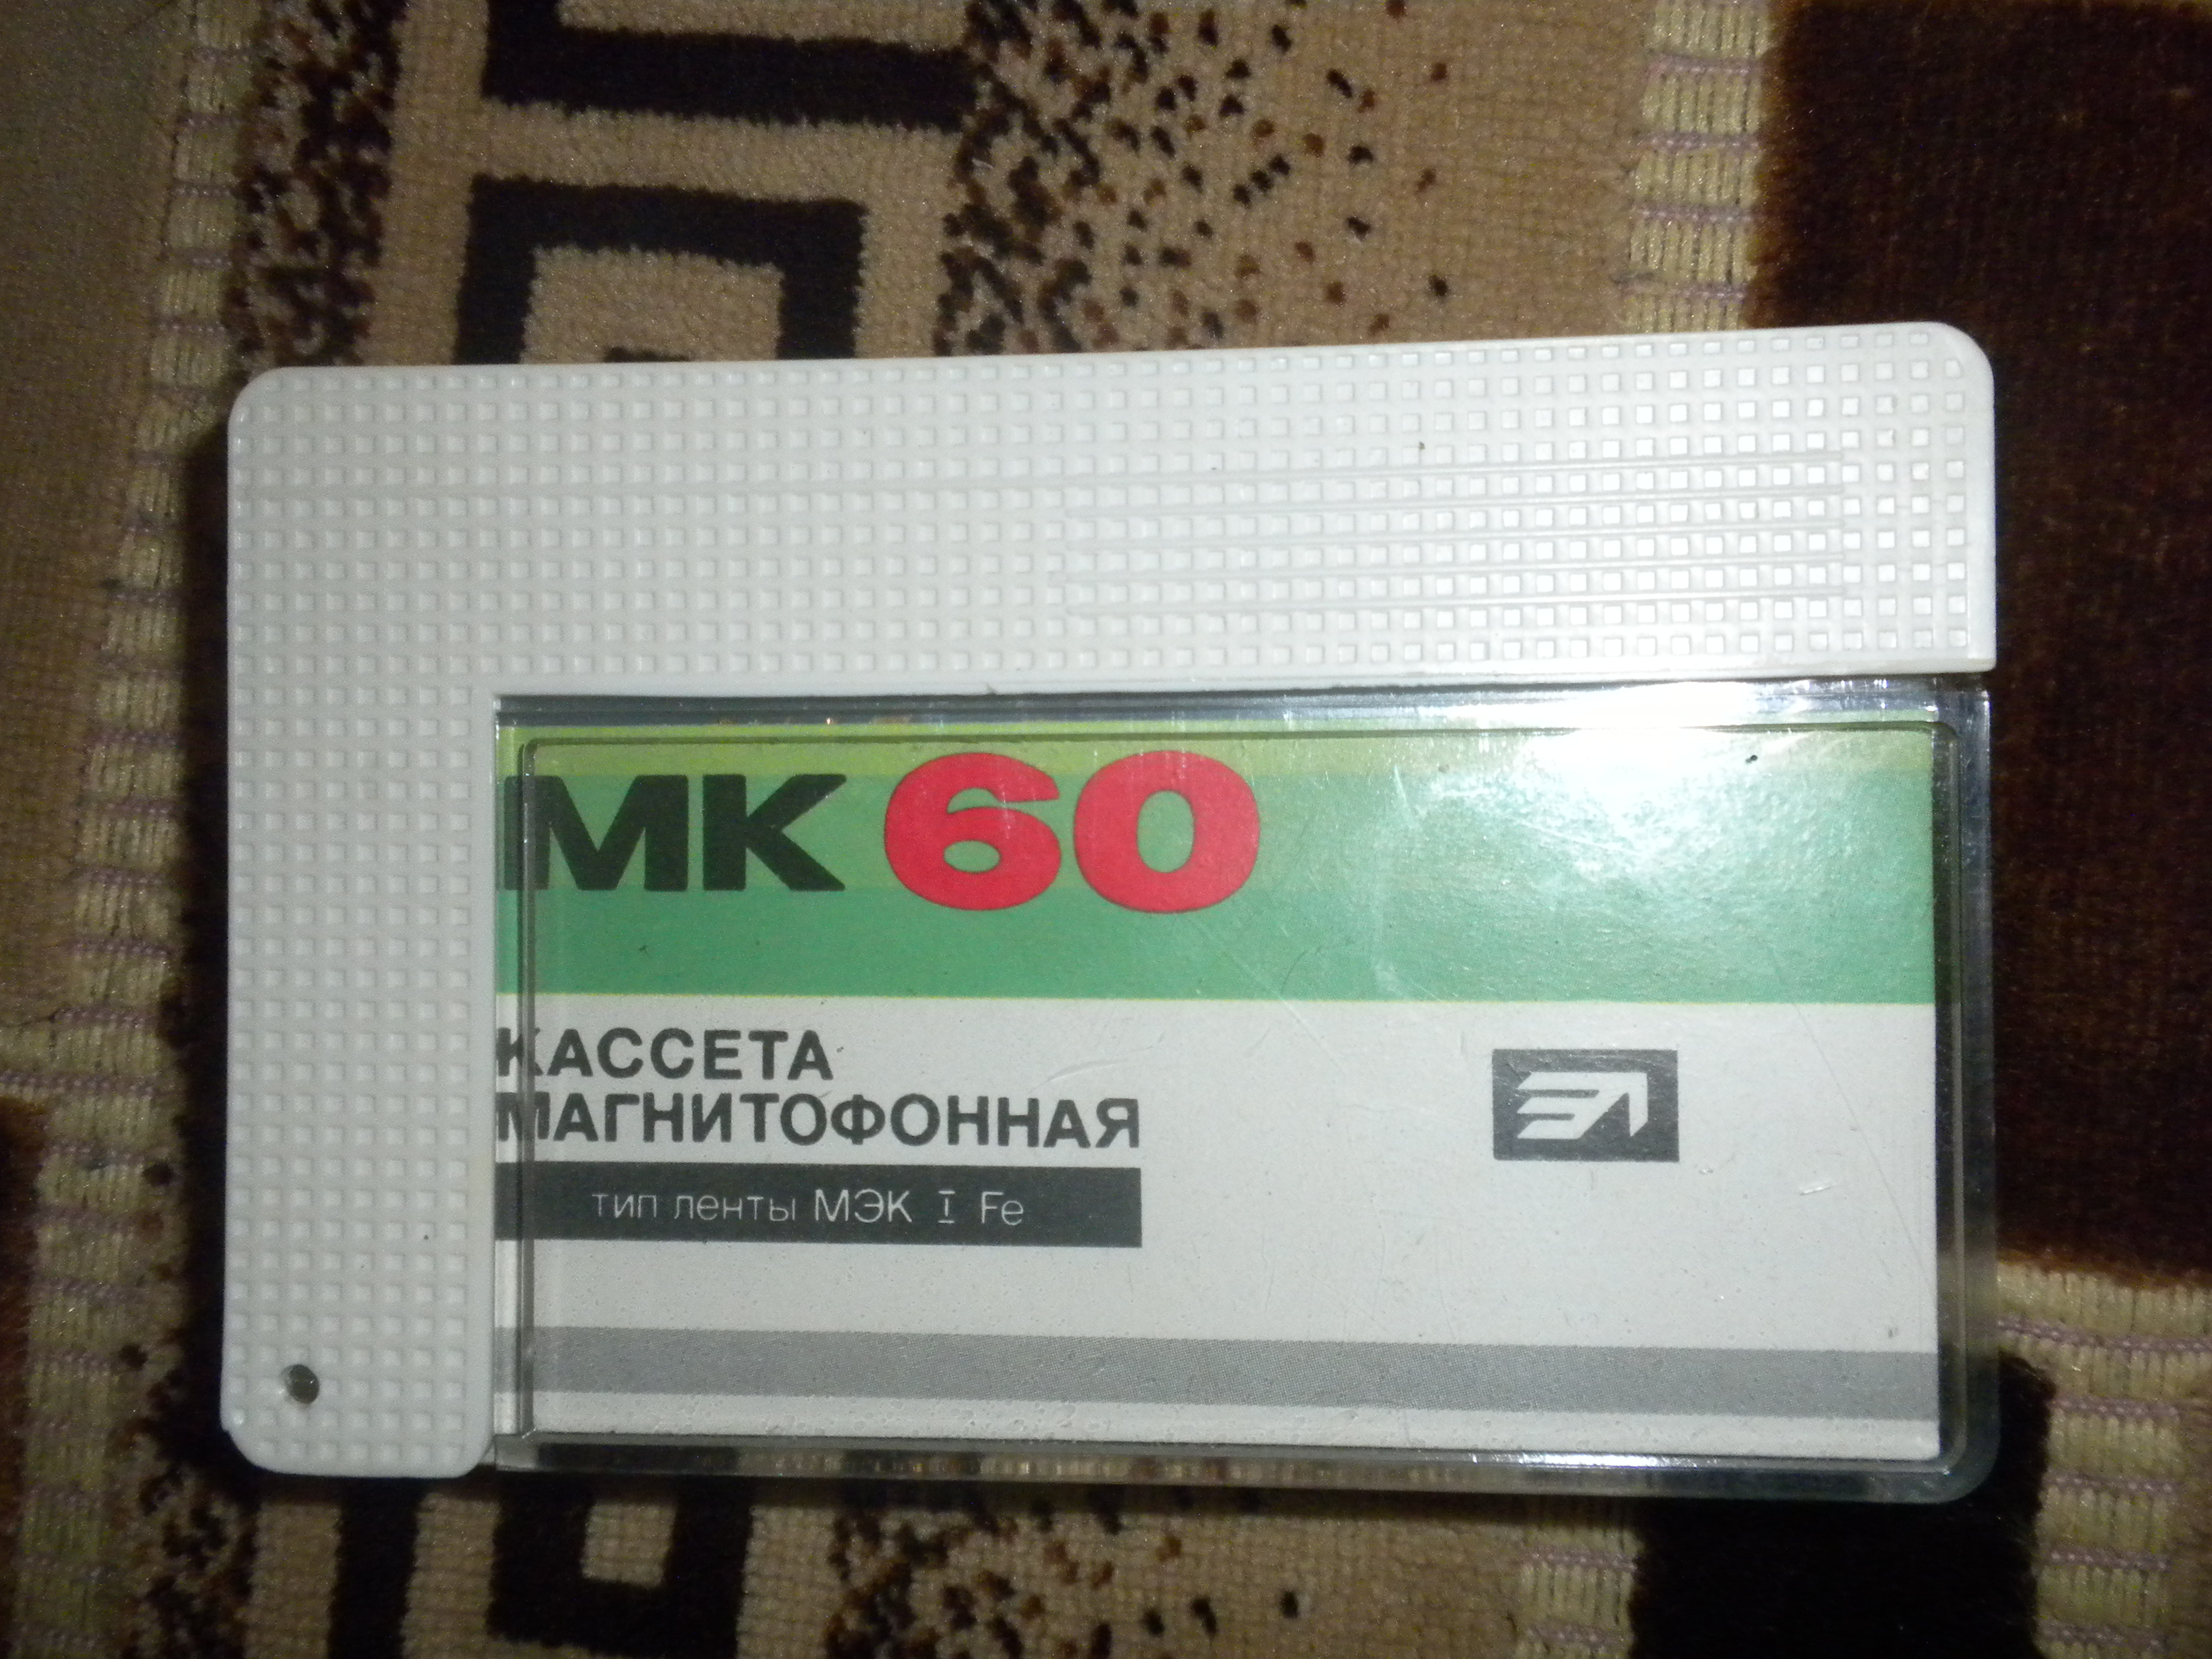 МК 60
КАССЕТА
МАГНИТОФОННАЯ
тип ленты МЭК I Fe